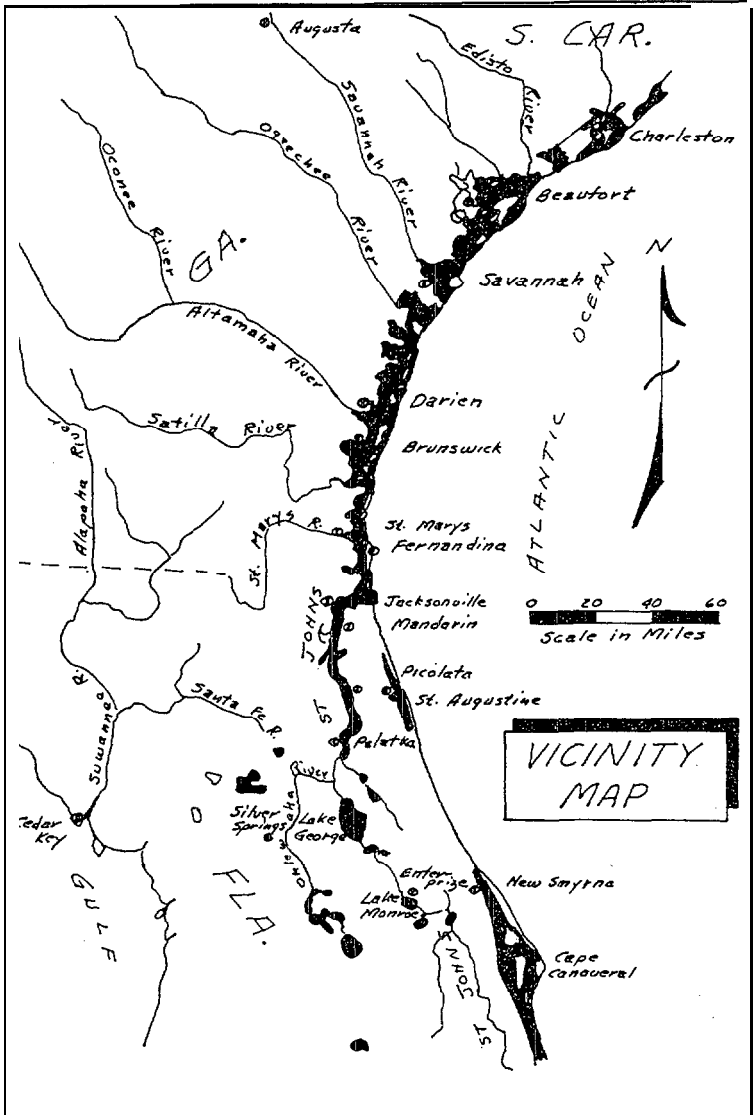 Augusta
S. CAR.
Edisto
River
Savannah
River
Charleston
Ogeechee
River
Oconee
River
Beaufort
GA.
N
Savannah
ATLANTIC OCEAN
Altamaha River
Darien
Satilla River
Brunswick
Alapaha River
St. Marys R.
St. Marys
Fernandina
Jacksonville
Mandarin
0 20 40 60
Scale in Miles
ST JOHNS
Picolata
St. Augustine
Suwannee R.
Santa Fe R.
Palatka
VICINITY
MAP
River
Oklawaha
Silver
Springs
Lake
George
Cedar
Key
Enter-
prize
New Smyrna
GULF
FLA.
Lake
Monroe
Cape
Canaveral
ST. JOHNS